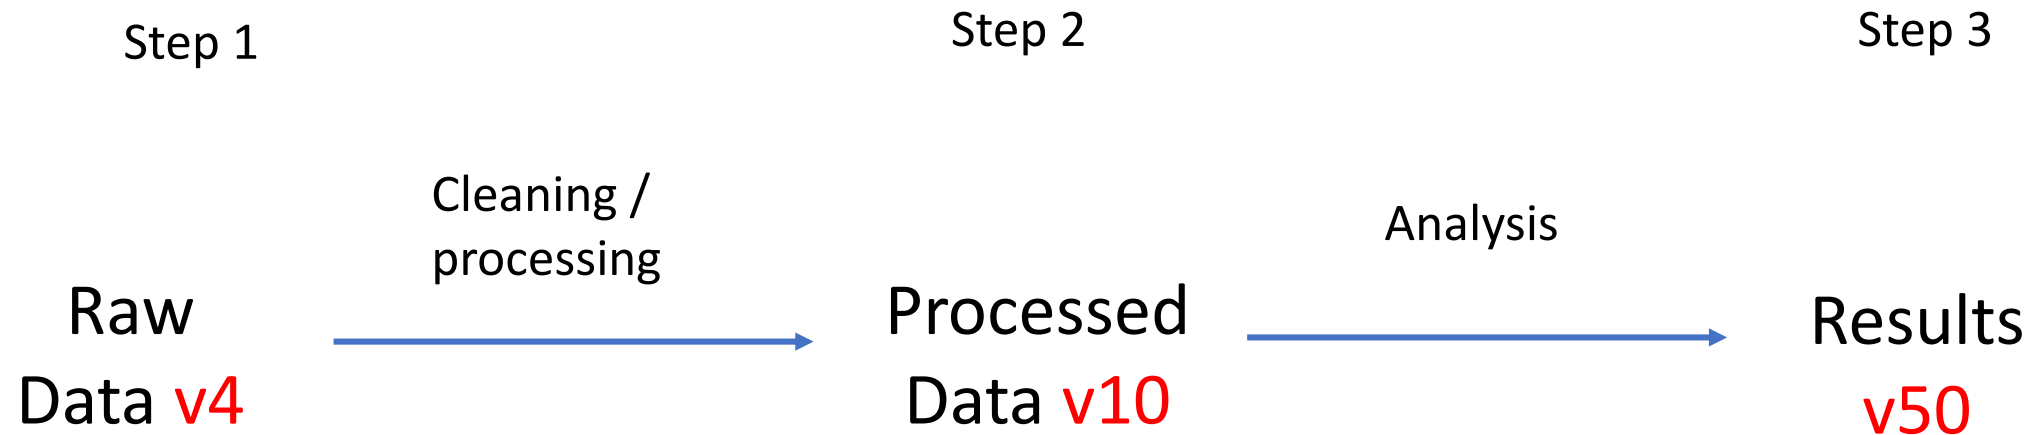 Step 1
Step 2
Step 3
Cleaning /
processing
Analysis
Raw
Data v4
Processed
Data v10
Results
v50